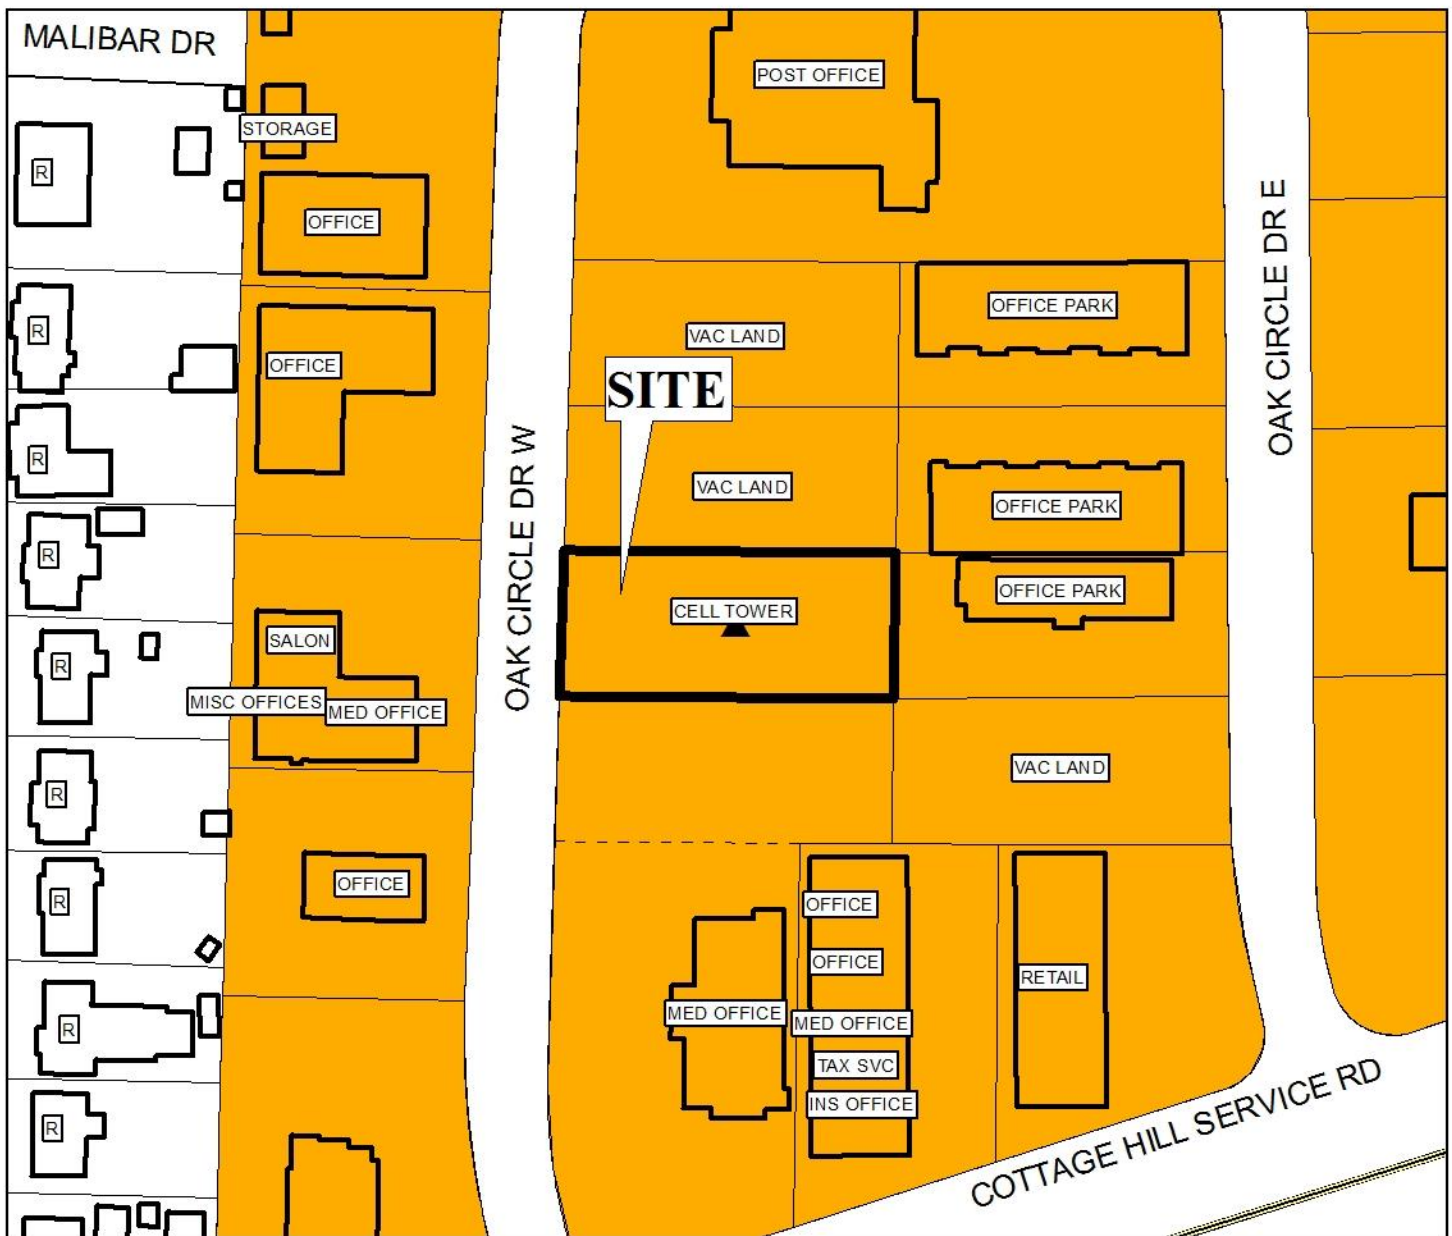 MALIBAR DR
POST OFFICE
STORAGE
R
OFFICE
OAK CIRCLE DR E
OFFICE PARK
R
VAC LAND
OFFICE
SITE
R
VAC LAND
OFFICE PARK
OAK CIRCLE DR W
R
OFFICE PARK
CELL TOWER
SALON
R
MISC OFFICES
MED OFFICE
VAC LAND
R
OFFICE
R
OFFICE
OFFICE
RETAIL
MED OFFICE
MED OFFICE
R
TAX SVC
INS OFFICE
R
COTTAGE HILL SERVICE RD